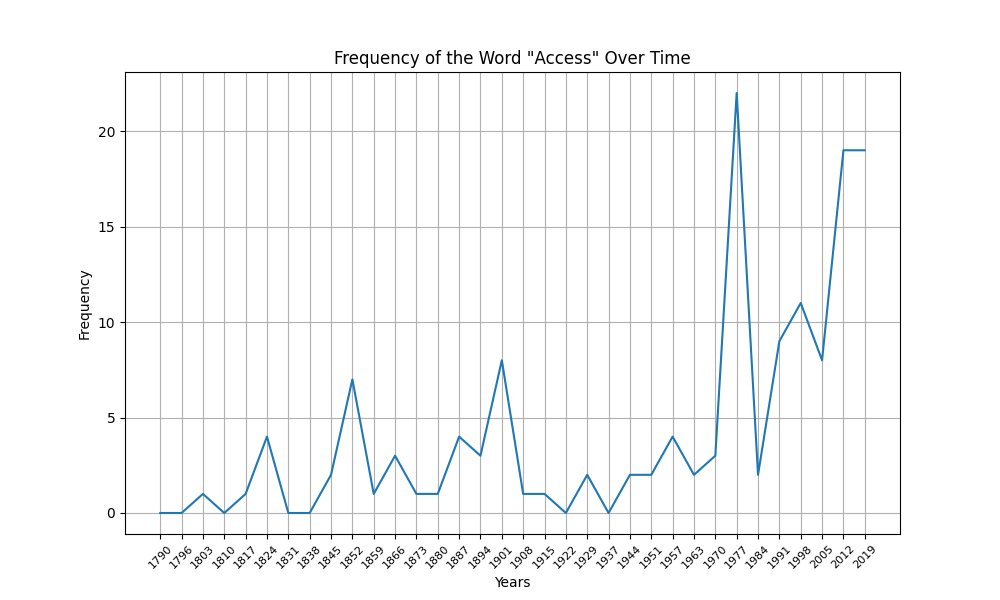 Frequency of the Word "Access" Over Time
20
15
10
5
0
Frequency
1790 1796 1803 1810 1817 1824 1831 1838 1845 1852 1859 1866 1873 1880 1887 1894 1901 1908 1915 1922 1929 1937 1944 1951 1957 1963 1970 1977 1984 1991 1998 2005 2012 2019
Years